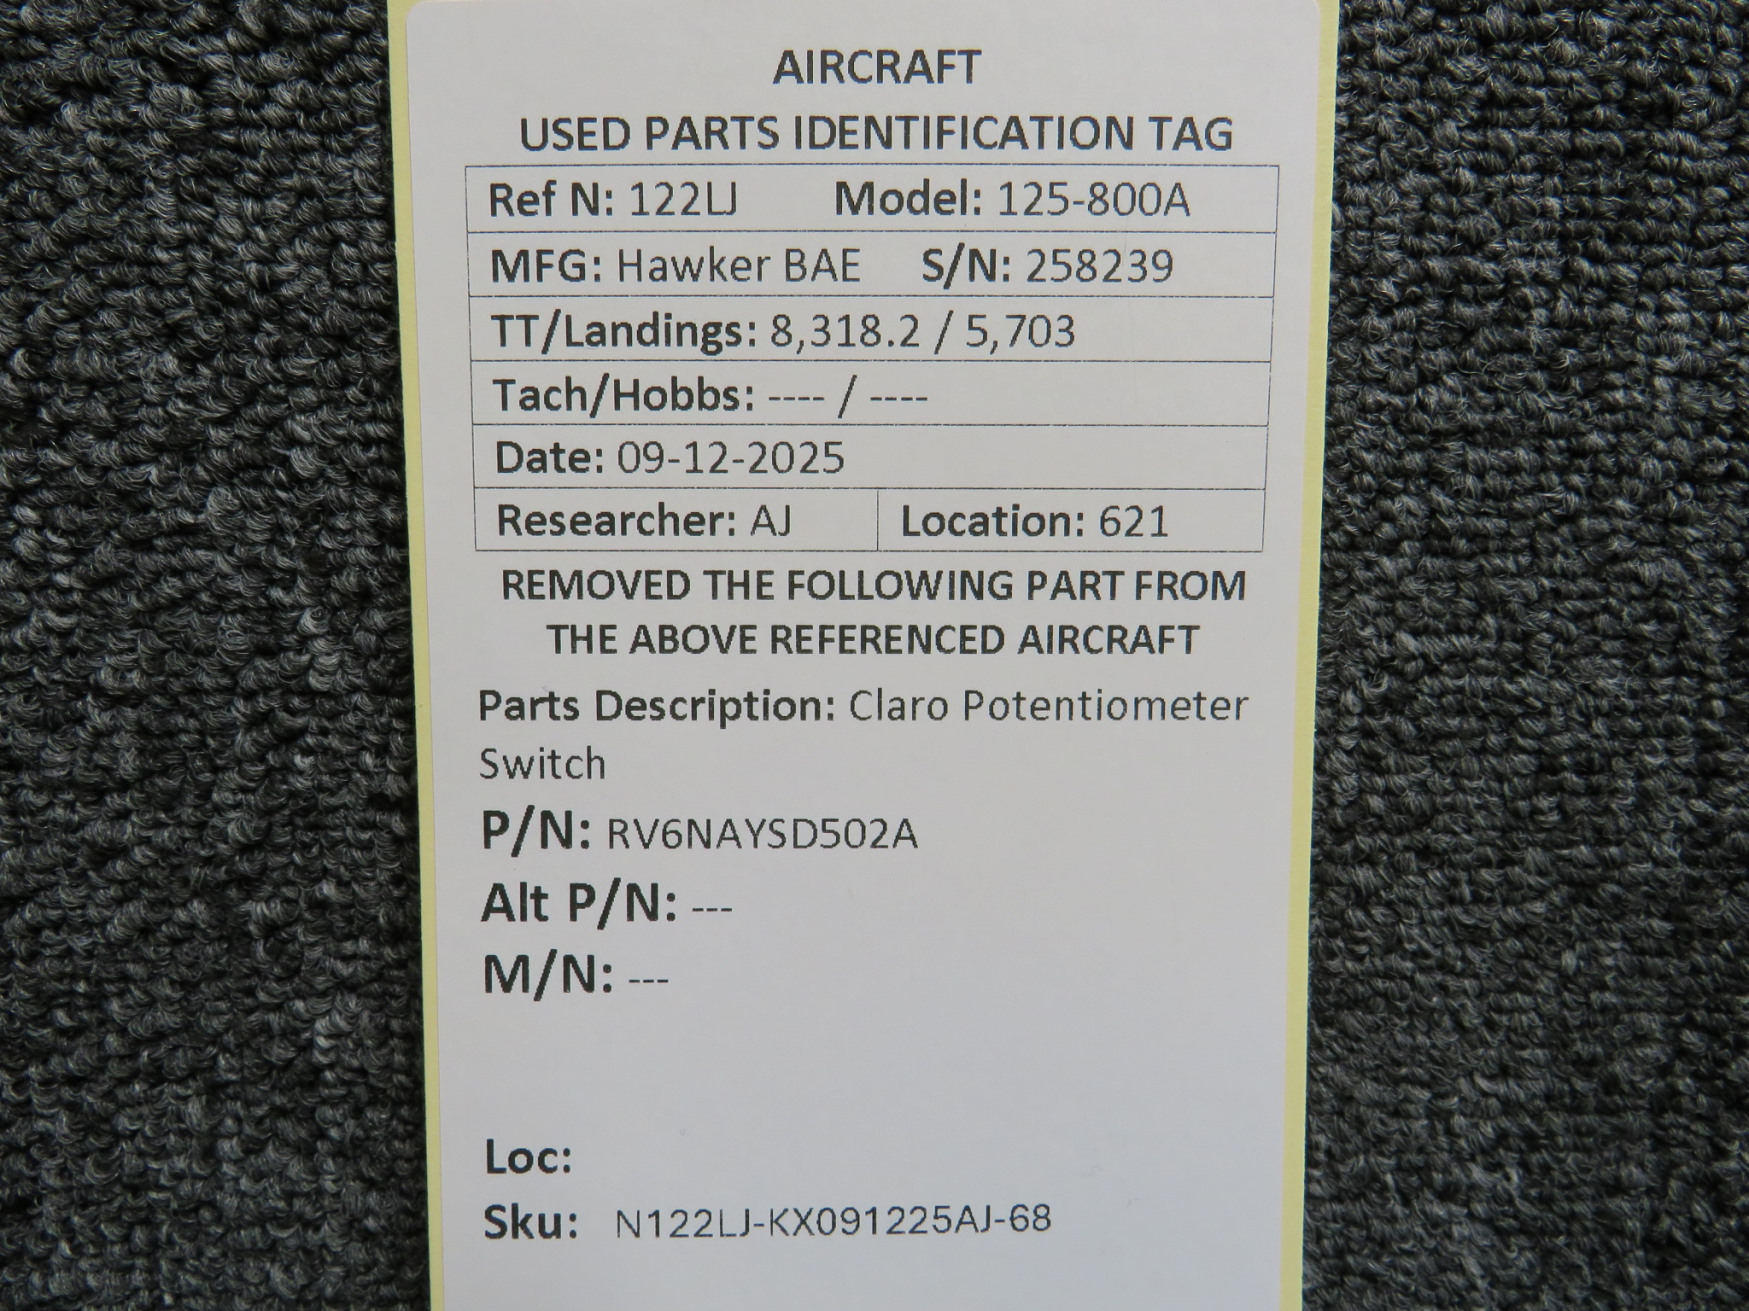 AIRCRAFT
USED PARTS IDENTIFICATION TAG
Ref N: 122LJ Model: 125-800A
MFG: Hawker BAE S/N: 258239
TT/Landings: 8,318.2 / 5,703
Tach/Hobbs: ---- / ----
Date: 09-12-2025
Researcher: AJ Location: 621
REMOVED THE FOLLOWING PART FROM
THE ABOVE REFERENCED AIRCRAFT
Parts Description: Claro Potentiometer
Switch
P/N: RV6NAYSD502A
Alt P/N: ---
M/N: ---
Loc:
Sku: N122LJ-KX091225AJ-68